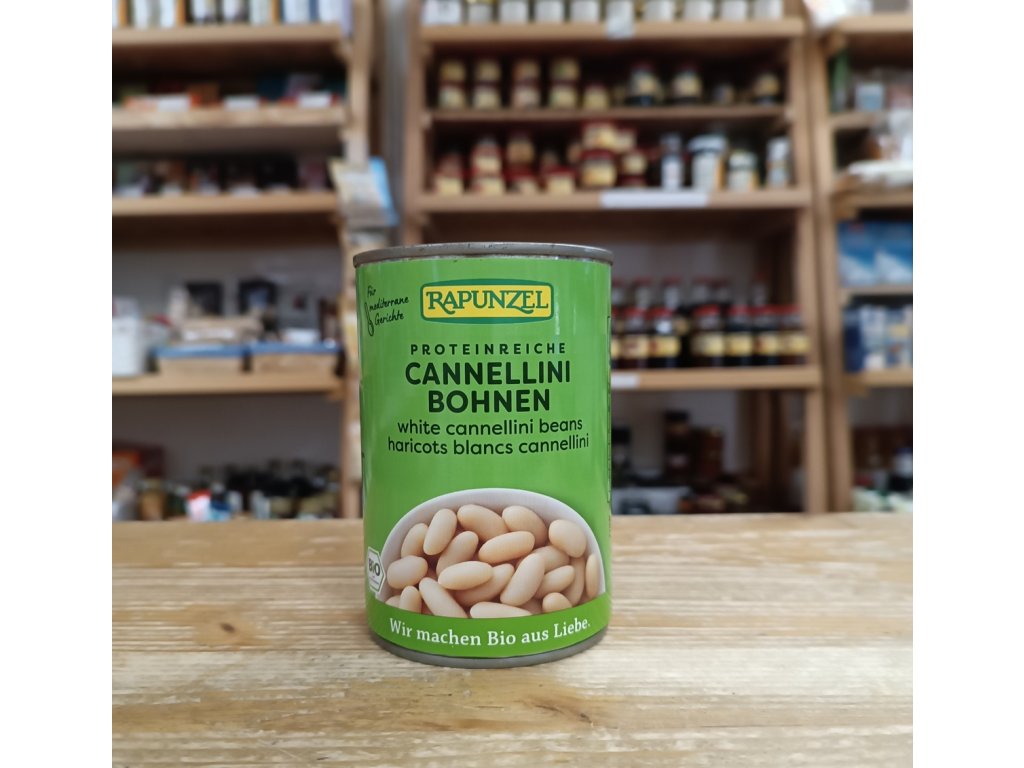 Für
mediterrane
Gerichte
RAPUNZEL
PROTEINREICHE
CANNELLINI
BOHNEN
white cannellini beans
haricots blancs cannellini
BIO
Wir machen Bio aus Liebe.